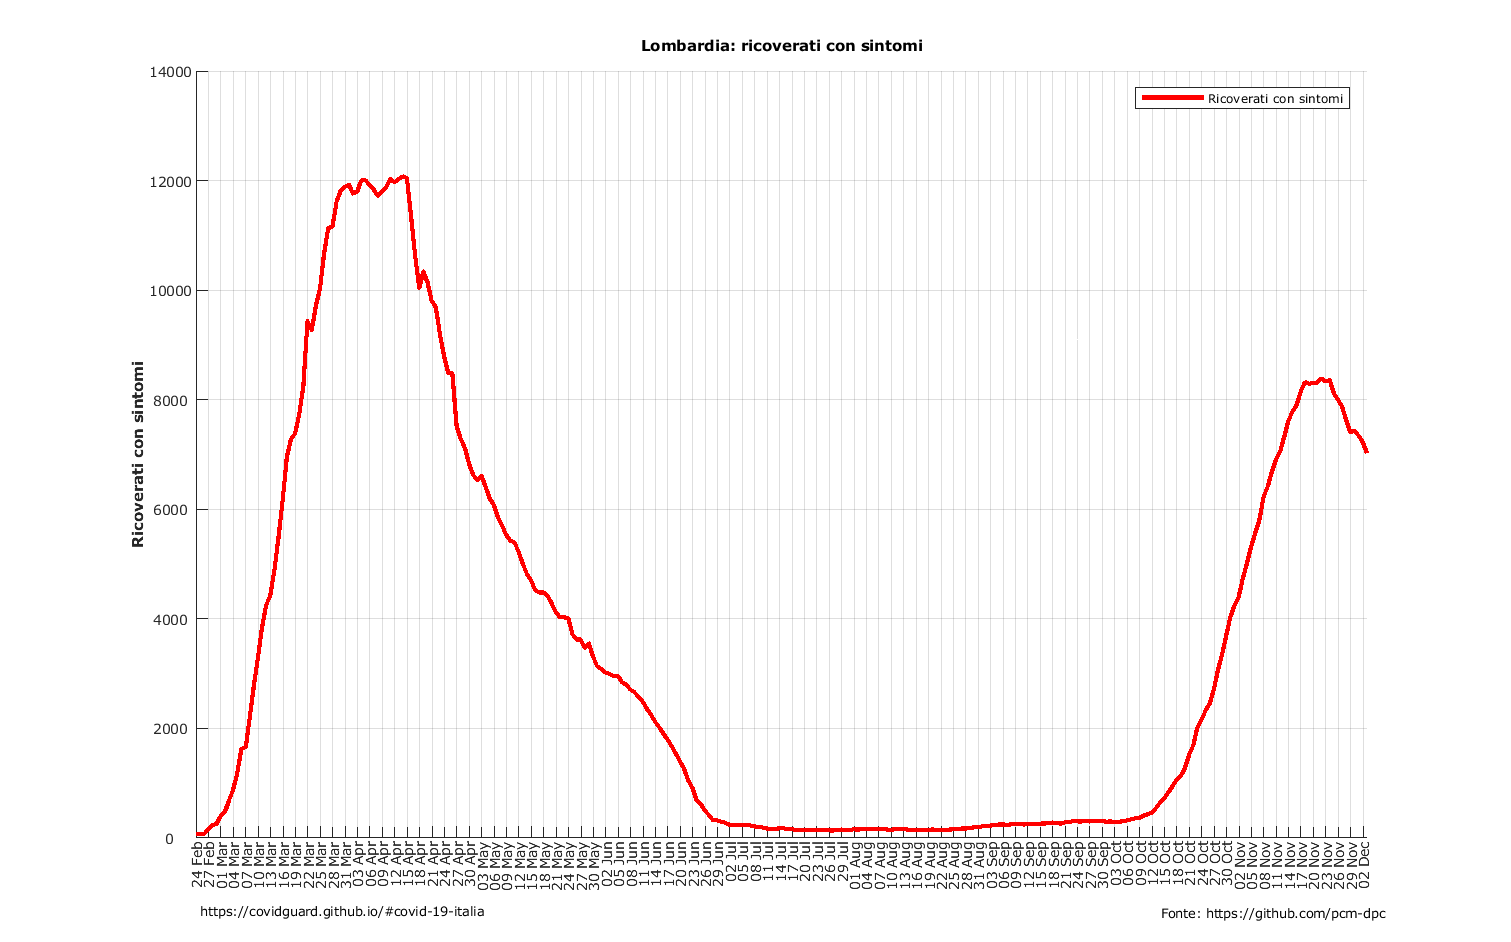 Lombardia: ricoverati con sintomi
Ricoverati con sintomi
Ricoverati con sintomi
14000
12000
10000
8000
6000
4000
2000
0
24 Feb
27 Feb
01 Mar
04 Mar
07 Mar
10 Mar
13 Mar
16 Mar
19 Mar
22 Mar
25 Mar
28 Mar
31 Mar
03 Apr
06 Apr
09 Apr
12 Apr
15 Apr
18 Apr
21 Apr
24 Apr
27 Apr
30 Apr
03 May
06 May
09 May
12 May
15 May
18 May
21 May
24 May
27 May
30 May
02 Jun
05 Jun
08 Jun
11 Jun
14 Jun
17 Jun
20 Jun
23 Jun
26 Jun
29 Jun
02 Jul
05 Jul
08 Jul
11 Jul
14 Jul
17 Jul
20 Jul
23 Jul
26 Jul
29 Jul
01 Aug
04 Aug
07 Aug
10 Aug
13 Aug
16 Aug
19 Aug
22 Aug
25 Aug
28 Aug
31 Aug
03 Sep
06 Sep
09 Sep
12 Sep
15 Sep
18 Sep
21 Sep
24 Sep
27 Sep
30 Sep
03 Oct
06 Oct
09 Oct
12 Oct
15 Oct
18 Oct
21 Oct
24 Oct
27 Oct
30 Oct
02 Nov
05 Nov
08 Nov
11 Nov
14 Nov
17 Nov
20 Nov
23 Nov
26 Nov
29 Nov
02 Dec
https://covidguard.github.io/#covid-19-italia
Fonte: https://github.com/pcm-dpc